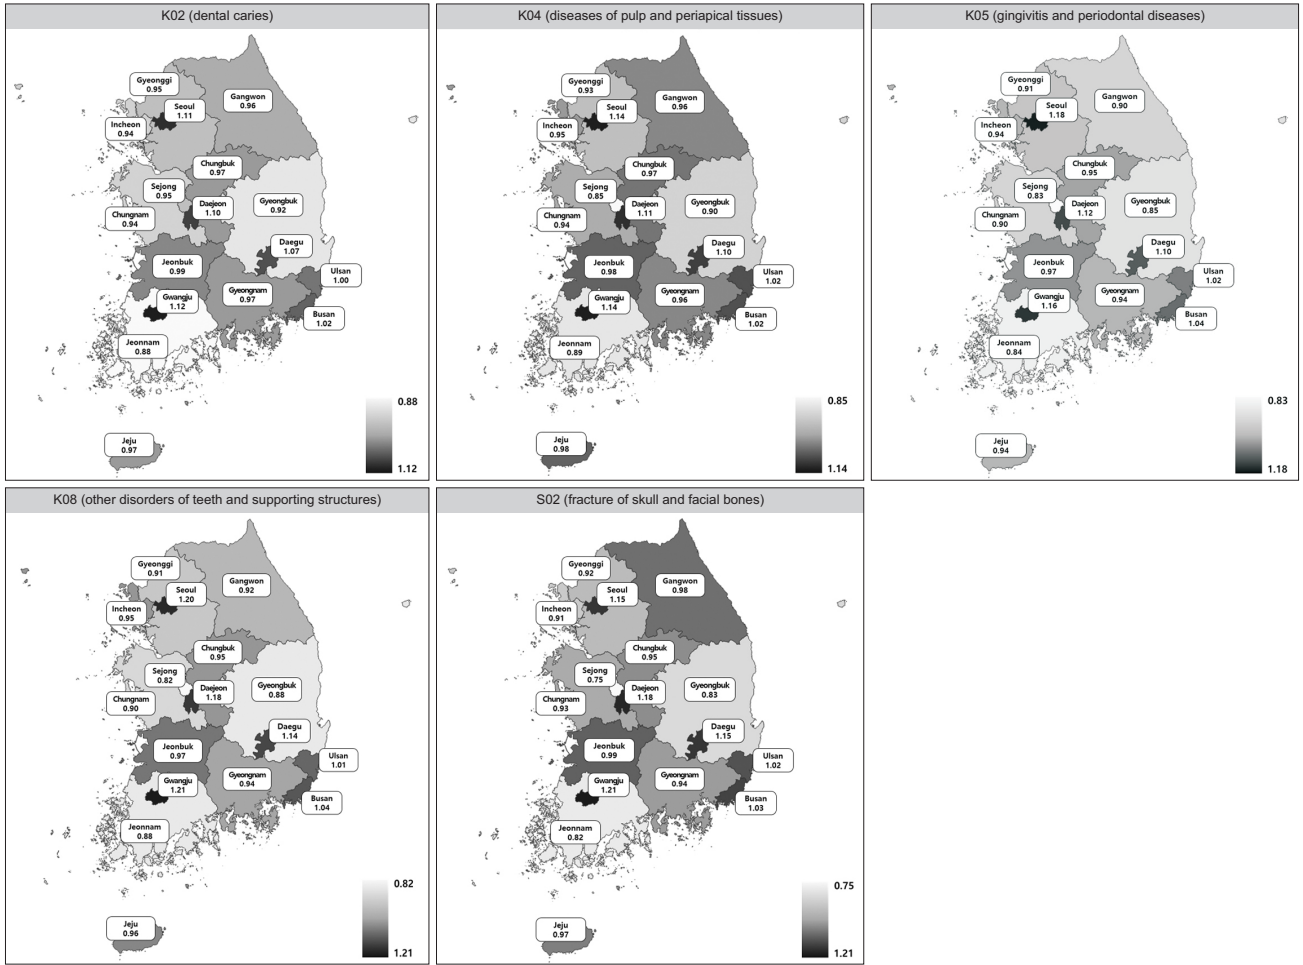 K02 (dental caries)
Gyeonggi
0.95
Seoul
1.11
Gangwon
0.96
Incheon
0.94
Chungbuk
0.97
Sejong
0.95
Daejeon
1.10
Gyeongbuk
0.92
Chungnam
0.94
Daegu
1.07
Jeonbuk
0.99
Ulsan
1.00
Gwangju
1.12
Gyeongnam
0.97
Busan
1.02
Jeonnam
0.88
Jeju
0.97
0.88
1.12
K04 (diseases of pulp and periapical tissues)
Gyeonggi
0.93
Seoul
1.14
Gangwon
0.96
Incheon
0.95
Chungbuk
0.97
Sejong
0.85
Daejeon
1.11
Gyeongbuk
0.90
Chungnam
0.94
Daegu
1.10
Jeonbuk
0.98
Ulsan
1.02
Gwangju
1.14
Gyeongnam
0.96
Busan
1.02
Jeonnam
0.89
Jeju
0.98
0.85
1.14
K05 (gingivitis and periodontal diseases)
Gyeonggi
0.91
Seoul
1.18
Gangwon
0.90
Incheon
0.94
Chungbuk
0.95
Sejong
0.83
Daejeon
1.12
Gyeongbuk
0.85
Chungnam
0.90
Daegu
1.10
Jeonbuk
0.97
Ulsan
1.02
Gwangju
1.16
Gyeongnam
0.94
Busan
1.04
Jeonnam
0.84
Jeju
0.94
0.83
1.18
K08 (other disorders of teeth and supporting structures)
Gyeonggi
0.91
Seoul
1.20
Gangwon
0.92
Incheon
0.95
Chungbuk
0.95
Sejong
0.82
Daejeon
1.18
Gyeongbuk
0.88
Chungnam
0.90
Daegu
1.14
Jeonbuk
0.97
Ulsan
1.01
Gwangju
1.21
Gyeongnam
0.94
Busan
1.04
Jeonnam
0.88
Jeju
0.96
0.82
1.21
S02 (fracture of skull and facial bones)
Gyeonggi
0.92
Seoul
1.15
Gangwon
0.98
Incheon
0.91
Chungbuk
0.95
Sejong
0.75
Daejeon
1.18
Gyeongbuk
0.83
Chungnam
0.93
Daegu
1.15
Jeonbuk
0.99
Ulsan
1.02
Gwangju
1.21
Gyeongnam
0.94
Busan
1.03
Jeonnam
0.82
Jeju
0.97
0.75
1.21